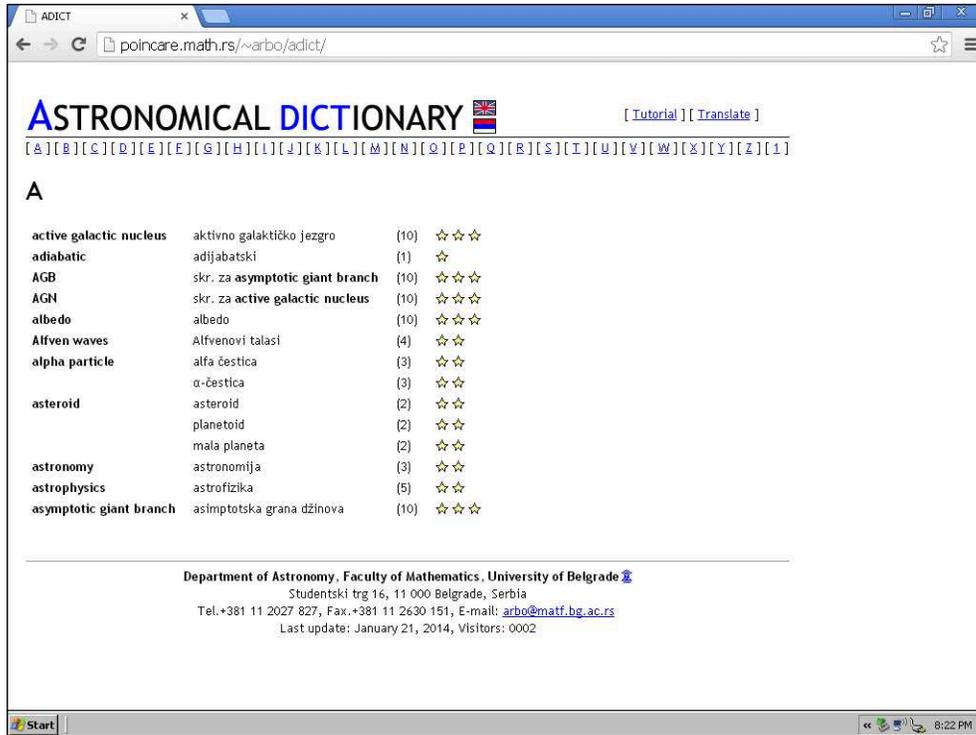 ADICT
poincare.math.rs/~arbo/adict/
ASTRONOMICAL DICTIONARY
[ Tutorial ] [ Translate ]
[ A ] [ B ] [ C ] [ D ] [ E ] [ F ] [ G ] [ H ] [ I ] [ J ] [ K ] [ L ] [ M ] [ N ] [ O ] [ P ] [ Q ] [ R ] [ S ] [ T ] [ U ] [ V ] [ W ] [ X ] [ Y ] [ Z ] [ 1 ]
A
active galactic nucleus aktivno galaktičko jezgro (10)
adiabatic adijabatski (1)
AGB skr. za asymptotic giant branch (10)
AGN skr. za active galactic nucleus (10)
albedo albedo (10)
Alfven waves Alfvenovi talasi (4)
alpha particle alfa čestica (3)
α-čestica (3)
asteroid asteroid (2)
planetoid (2)
mala planeta (2)
astronomy astronomija (3)
astrophysics astrofizika (5)
asymptotic giant branch asimptotska grana džinova (10)
Department of Astronomy, Faculty of Mathematics, University of Belgrade
Studentski trg 16, 11 000 Belgrade, Serbia
Tel.+381 11 2027 827, Fax.+381 11 2630 151, E-mail: arbo@matf.bg.ac.rs
Last update: January 21, 2014, Visitors: 0002
Start
8:22 PM